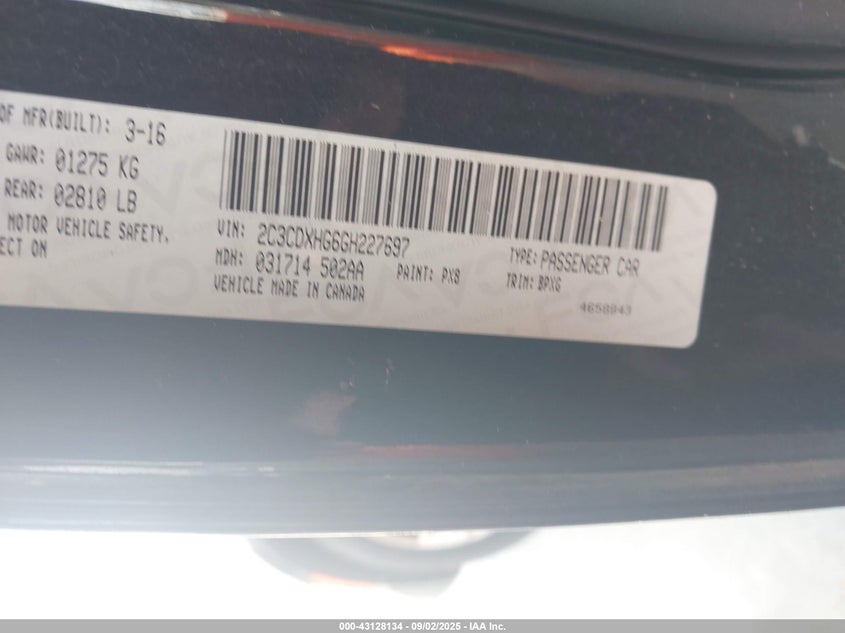 OF MFR(BUILT): 3-16
GAWR: 01275 KG
REAR: 02810 LB
MOTOR VEHICLE SAFETY.
ECT ON
VIN: 2C3CDXHG6GH227697
MDH: 031714 502AA
PAINT: PX8
VEHICLE MADE IN CANADA
TYPE: PASSENGER CAR
TRIM: BPXG
4658943
000-43128134 - 09/02/2025 - IAA Inc.